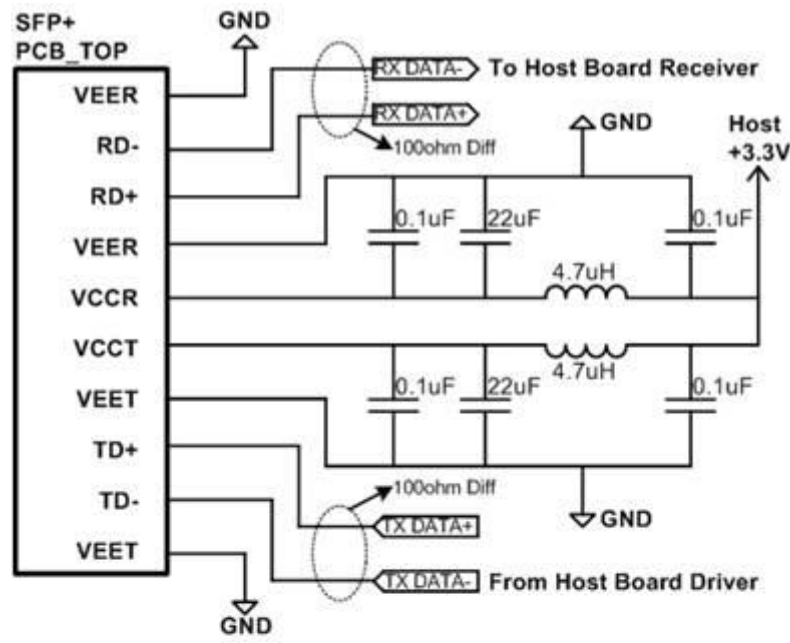 SFP+
PCB_TOP
GND
VEER
RD-
RD+
VEER
VCCR
VCCT
VEET
TD+
TD-
VEET
GND
RX DATA-
To Host Board Receiver
RX DATA+
100ohm Diff
GND
Host
+3.3V
0.1uF
22uF
0.1uF
4.7uH
4.7uH
0.1uF
22uF
0.1uF
100ohm Diff
GND
TX DATA+
TX DATA-
From Host Board Driver